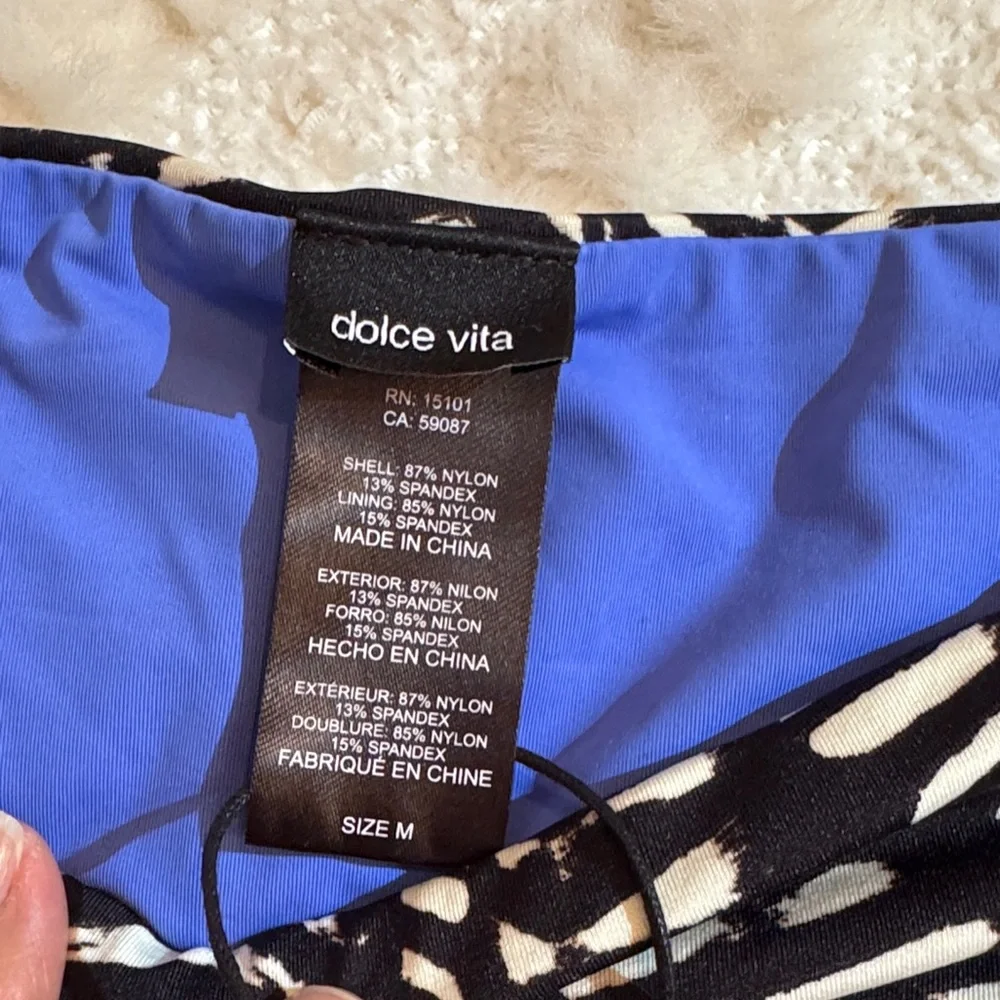 dolce vita
RN: 15101
CA: 59087
SHELL: 87% NYLON
13% SPANDEX
LINING: 85% NYLON
15% SPANDEX
MADE IN CHINA
EXTERIOR: 87% NILON
13% SPANDEX
FORRO: 85% NILON
15% SPANDEX
HECHO EN CHINA
EXTÉRIEUR: 87% NYLON
13% SPANDEX
DOUBLURE: 85% NYLON
15% SPANDEX
FABRIQUÉ EN CHINE
SIZE M